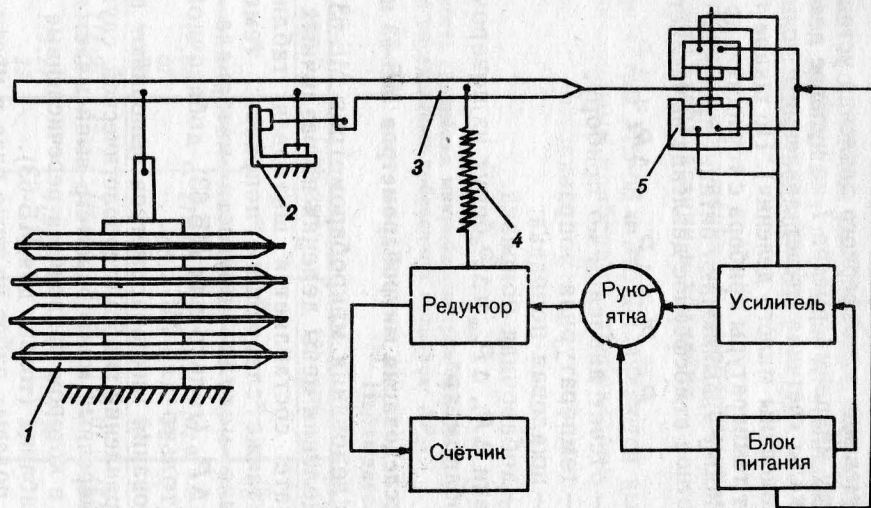 3
5
2
4
Редуктор
Руко-
ятка
Усилитель
1
Счётчик
Блок
питания